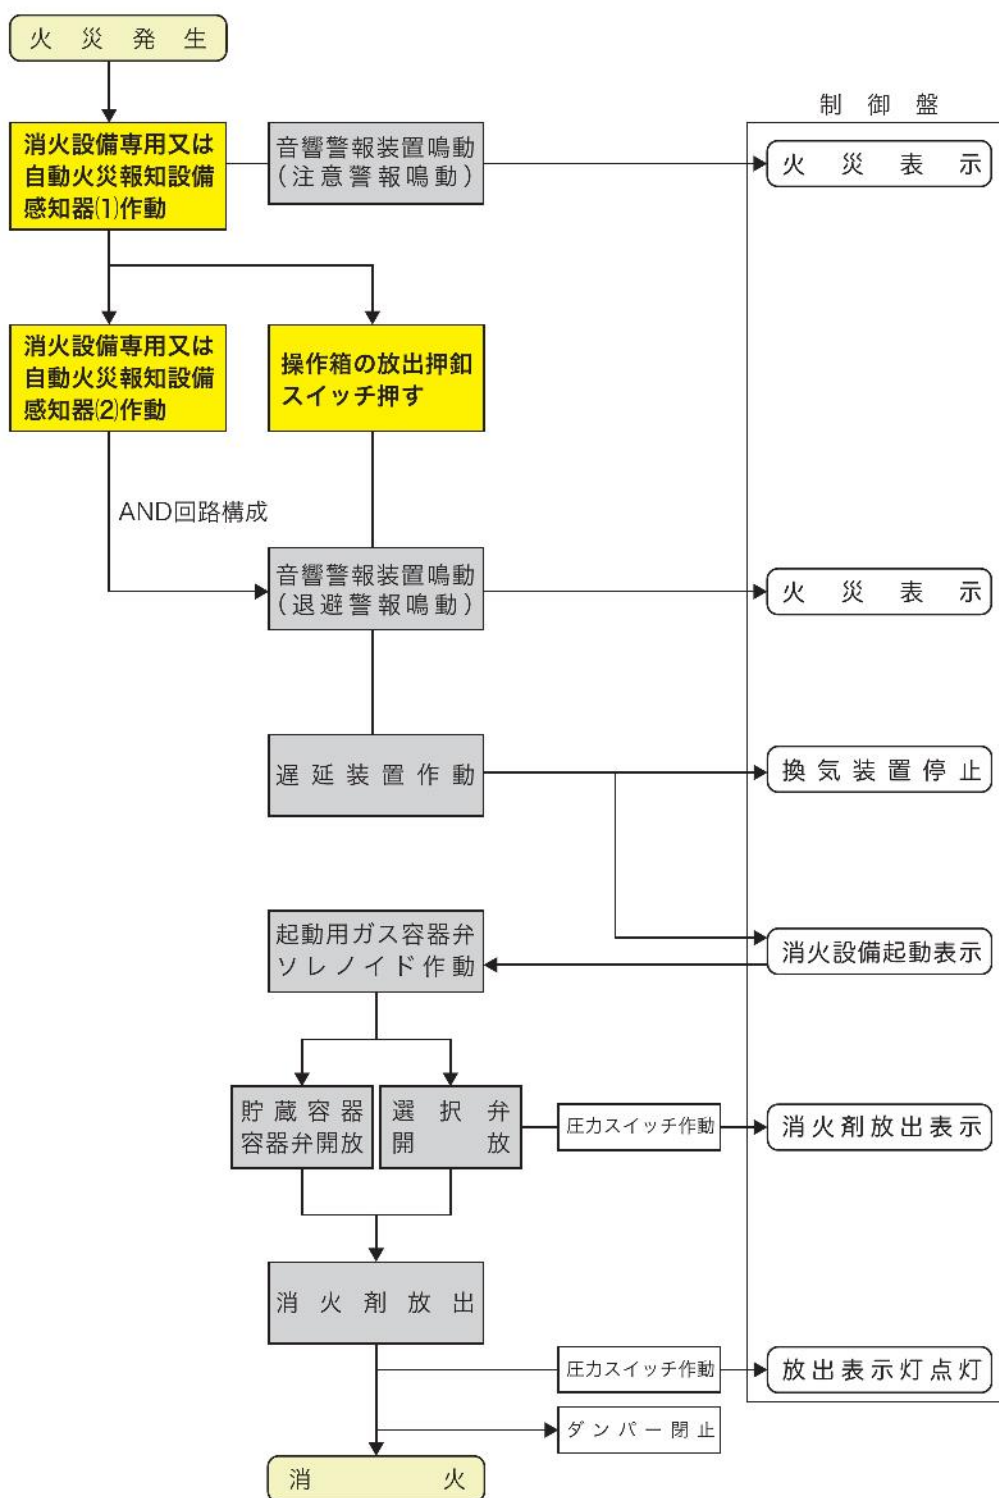 火災発生
制御盤
消火設備専用又は
自動火災報知設備
感知器⑴作動
音響警報装置鳴動
(注意警報鳴動)
火災表示
消火設備専用又は
自動火災報知設備
感知器⑵作動
操作箱の放出押釦
スイッチ押す
AND回路構成
音響警報装置鳴動
(退避警報鳴動)
火災表示
遅延装置作動
換気装置停止
起動用ガス容器弁
ソレノイド作動
消火設備起動表示
貯蔵容器
容器弁開放
選択弁
開放
圧力スイッチ作動
消火剤放出表示
消火剤放出
圧力スイッチ作動
放出表示灯点灯
ダンパー閉止
消火